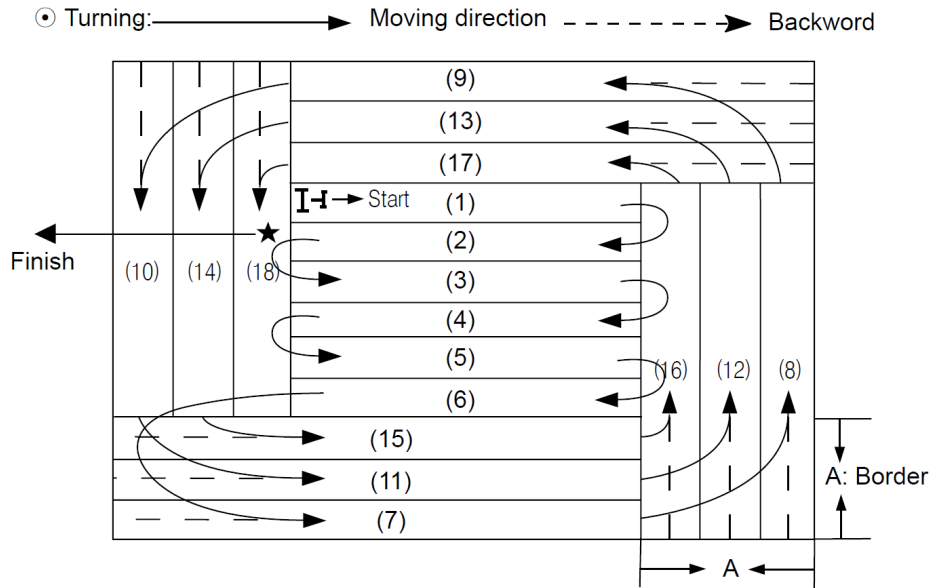 ⊙ Turning: Moving direction Backword
(9)
(13)
(17)
Start (1)
(2)
Finish
(10) (14) (18) (3)
(4)
(5)
(16) (12) (8)
(6)
(15)
(11)
A: Border
(7)
A